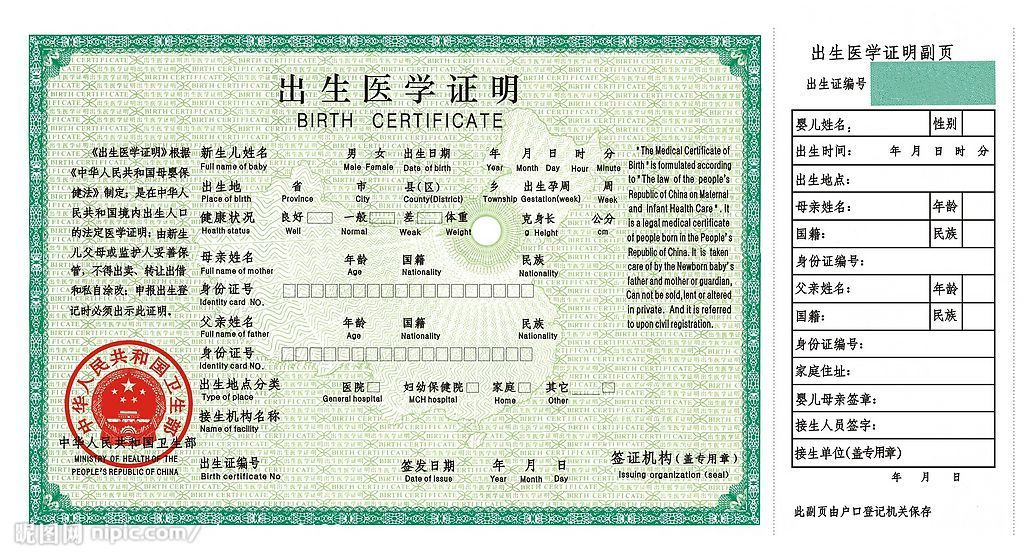 出生医学证明
BIRTH CERTIFICATE
《出生医学证明》根据
《中华人民共和国母婴保
健法》制定，是在中华人
民共和国境内出生人口
的法定医学证明；由新生
儿父母或监护人妥善保
管，不得出卖、转让出借
和私自涂改；申报出生登
记时必须出示此证明。
新生儿姓名 男 女 出生日期 年 月 日 时 分
Full name of baby Male Female Date of birth Year Month Day Hour Minute
出生地 省 市 县(区) 乡 出生孕周 周
Place of birth Province City County(District) Township Gestation(week) Week
健康状况 良好 一般 差 体重 克 身长 公分
Health status Well Normal Weak Weight g Height cm
母亲姓名 年龄 国籍 民族
Full name of mother Age Nationality Nationality
身份证号
Identity card NO.
父亲姓名 年龄 国籍 民族
Full name of father Age Nationality Nationality
身份证号
Identity card NO.
出生地点分类 医院 妇幼保健院 家庭 其它
Type of place General hospital MCH hospital Home Other
接生机构名称
Name of facility
出生证编号 签发日期 年 月 日 签证机构(盖专用章)
Birth certificate No Date of issue Year Month Day Issuing organization (seal)
"The Medical Certificate of
Birth" is formulated according
to "The law of the people's
Republic of China on Maternal
and Infant Health Care". It
is a legal medical certificate
of people born in the People's
Republic of China. It is taken
care of by the Newborn baby's
father and mother or guardian,
Can not be sold, lent or altered
in private. And it is referred
to upon civil registration.
中华人民共和国卫生部
中华人民共和国卫生部
MINISTRY OF HEALTH OF THE
PEOPLE'S REPUBLIC OF CHINA
出生医学证明副页
出生证编号
婴儿姓名： 性别
出生时间： 年 月 日 时 分
出生地点：
母亲姓名： 年龄
国籍： 民族
身份证编号：
父亲姓名： 年龄
国籍： 民族
身份证编号：
家庭住址：
婴儿母亲签章：
接生人员签字：
接生单位(盖专用章)
年 月 日
此副页由户口登记机关保存
昵图网 nipic.com/